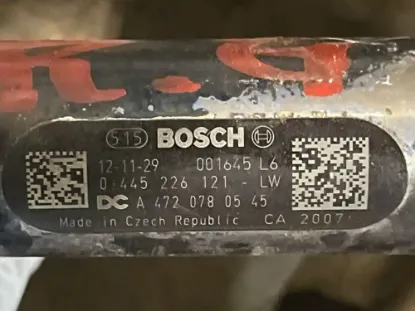 R.9
515 BOSCH
12-11-29 001645 L6
0 445 226 121 - LW
DC A 472 078 05 45
Made in Czech Republic CA 2007